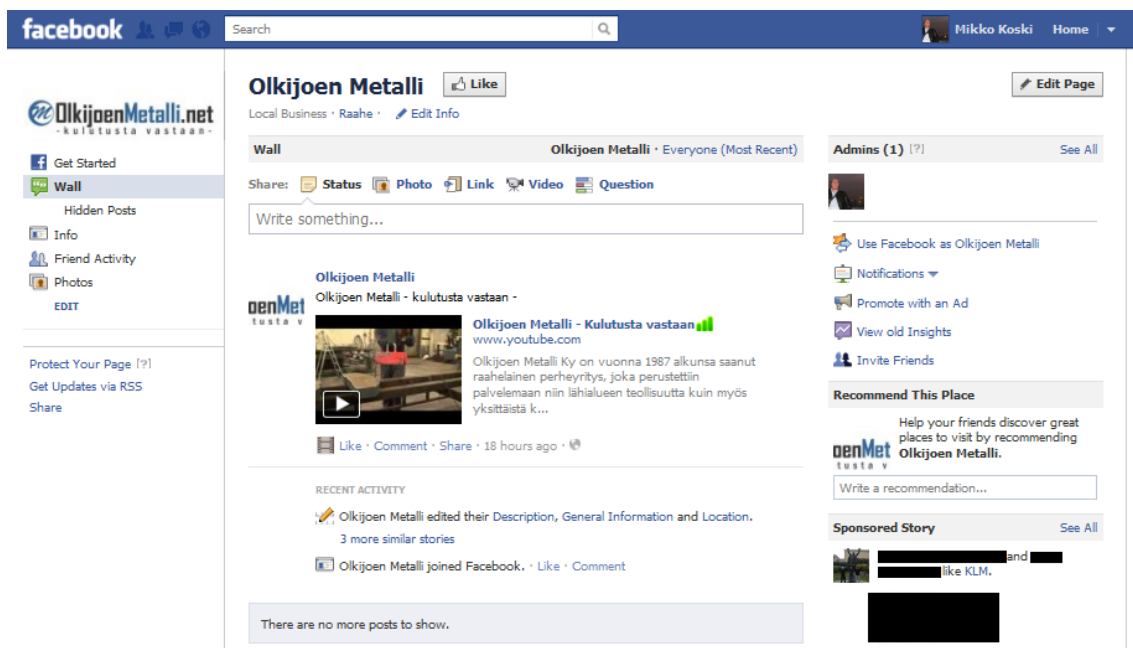 facebook
Search
Mikko Koski Home
OlkijoenMetalli.net
-kulutusta vastaan-
Get Started
Wall
Hidden Posts
Info
Friend Activity
Photos
EDIT
Protect Your Page [?]
Get Updates via RSS
Share
Olkijoen Metalli Like
Edit Page
Local Business · Raahe · Edit Info
Wall Olkijoen Metalli · Everyone (Most Recent)
Share: Status Photo Link Video Question
Write something...
Olkijoen Metalli
Olkijoen Metalli - kulutusta vastaan -
oenMet
tusta v
Olkijoen Metalli - Kulutusta vastaan
www.youtube.com
Olkijoen Metalli Ky on vuonna 1987 alkunsa saanut
raahelainen perheyritys, joka perustettiin
palvelemaan niin lähialueen teollisuutta kuin myös
yksittäistä k...
Like · Comment · Share · 18 hours ago ·
RECENT ACTIVITY
Olkijoen Metalli edited their Description, General Information and Location.
3 more similar stories
Olkijoen Metalli joined Facebook. · Like · Comment
There are no more posts to show.
Admins (1) [?] See All
Use Facebook as Olkijoen Metalli
Notifications
Promote with an Ad
View old Insights
Invite Friends
Recommend This Place
Help your friends discover great
places to visit by recommending
Olkijoen Metalli.
oenMet
tusta v
Write a recommendation...
Sponsored Story See All
and
like KLM.